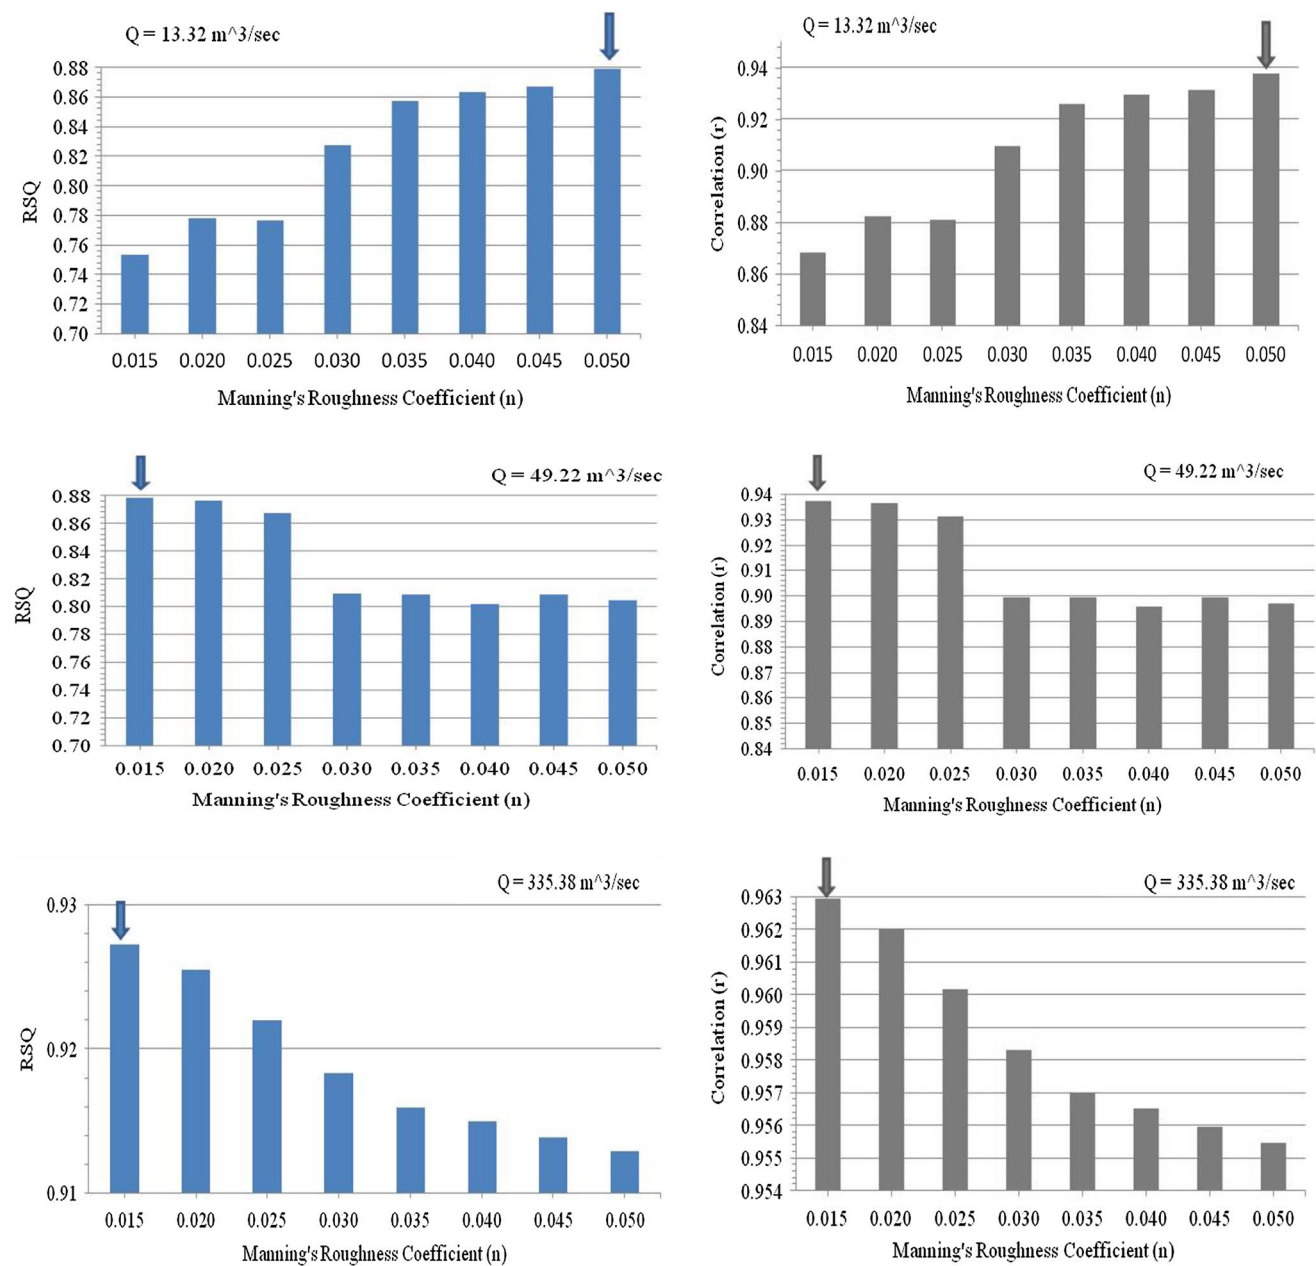 Q = 13.32 m^3/sec
RSQ
0.88
0.86
0.84
0.82
0.80
0.78
0.76
0.74
0.72
0.70
0.015 0.020 0.025 0.030 0.035 0.040 0.045 0.050
Manning's Roughness Coefficient (n)
Q = 13.32 m^3/sec
Correlation (r)
0.94
0.92
0.90
0.88
0.86
0.84
0.015 0.020 0.025 0.030 0.035 0.040 0.045 0.050
Manning's Roughness Coefficient (n)
Q = 49.22 m^3/sec
RSQ
0.88
0.86
0.84
0.82
0.80
0.78
0.76
0.74
0.72
0.70
0.015 0.020 0.025 0.030 0.035 0.040 0.045 0.050
Manning's Roughness Coefficient (n)
Q = 49.22 m^3/sec
Correlation (r)
0.94
0.93
0.92
0.91
0.90
0.89
0.88
0.87
0.86
0.85
0.84
0.015 0.020 0.025 0.030 0.035 0.040 0.045 0.050
Manning's Roughness Coefficient (n)
Q = 335.38 m^3/sec
RSQ
0.93
0.92
0.91
0.015 0.020 0.025 0.030 0.035 0.040 0.045 0.050
Manning's Roughness Coefficient (n)
Q = 335.38 m^3/sec
Correlation (r)
0.963
0.962
0.961
0.960
0.959
0.958
0.957
0.956
0.955
0.954
0.015 0.020 0.025 0.030 0.035 0.040 0.045 0.050
Manning's Roughness Coefficient (n)